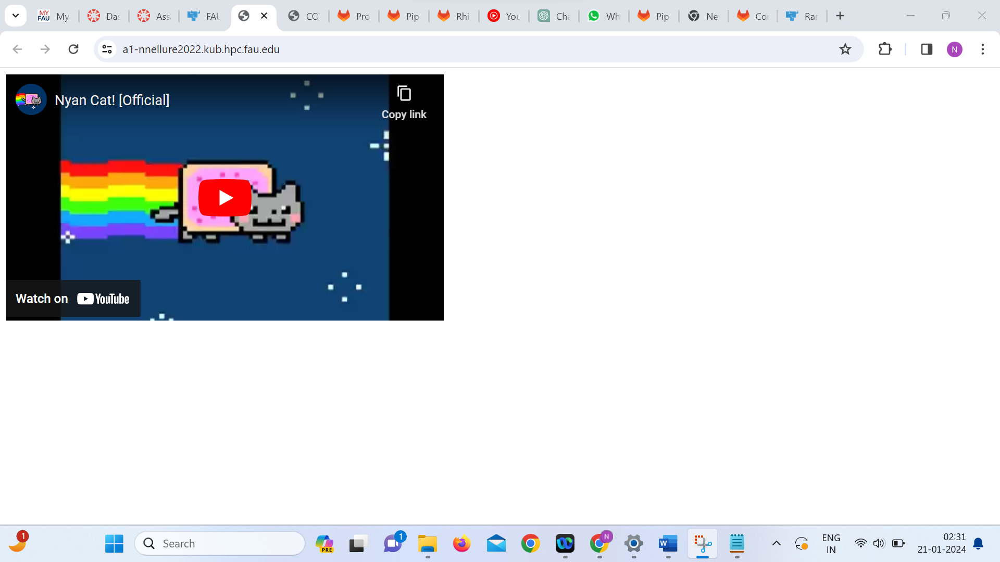 MY FAU My Das Ass FAU CO Pro Pip Rhi You Cha Wh Pip Ne Co Rar
a1-nnellure2022.kub.hpc.fau.edu N
Nyan Cat! [Official]
Copy link
Watch on YouTube
1 Search PRE 1 N W ENG IN 02:31 21-01-2024